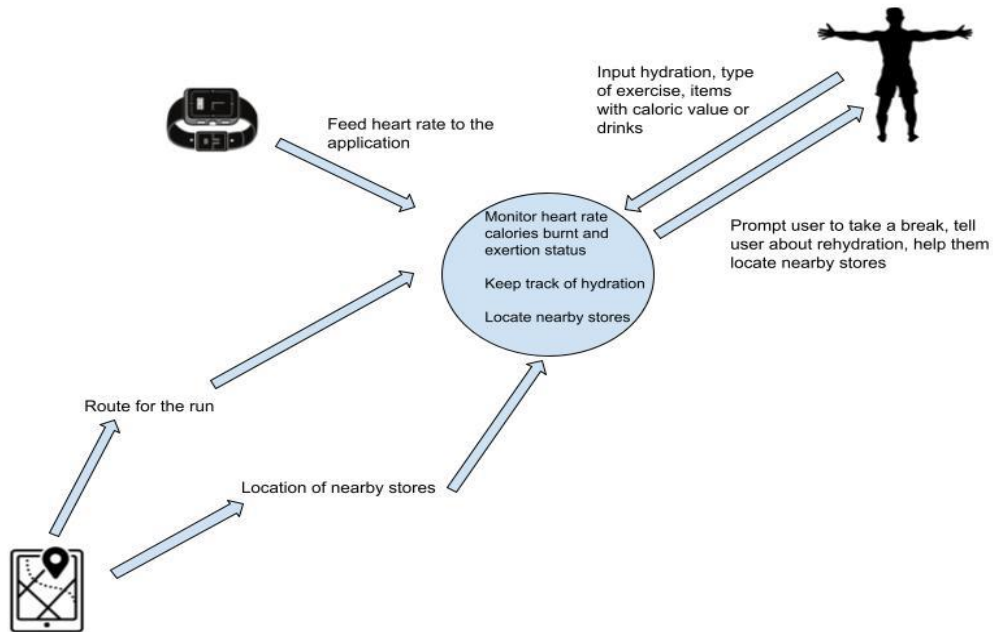 Input hydration, type
of exercise, items
with caloric value or
drinks
Feed heart rate to the
application
Monitor heart rate
calories burnt and
exertion status
Keep track of hydration
Locate nearby stores
Prompt user to take a break, tell
user about rehydration, help them
locate nearby stores
Route for the run
Location of nearby stores